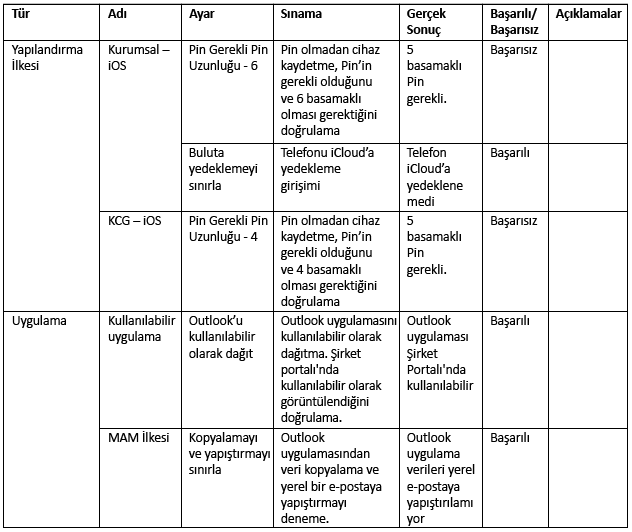 Tür Adı Ayar Sınama Gerçek Sonuç Başarılı/ Başarısız Açıklamalar
Yapılandırma
İlkesi
Kurumsal –
iOS
Pin Gerekli Pin
Uzunluğu - 6
Pin olmadan cihaz
kaydetme, Pin’in
gerekli olduğunu
ve 6 basamaklı
olması gerektiğini
doğrulama
5
basamaklı
Pin
gerekli.
Başarısız
Buluta
yedeklemeyi
sınırla
Telefonu iCloud’a
yedekleme
girişimi
Telefon
iCloud’a
yedeklene
medi
Başarılı
KCG – iOS
Pin Gerekli Pin
Uzunluğu - 4
Pin olmadan cihaz
kaydetme, Pin’in
gerekli olduğunu
ve 4 basamaklı
olması gerektiğini
doğrulama
5
basamaklı
Pin
gerekli.
Başarısız
Uygulama
Kullanılabilir
uygulama
Outlook’u
kullanılabilir
olarak dağıt
Outlook uygulamasını
kullanılabilir olarak
dağıtma. Şirket
portalı'nda
kullanılabilir olarak
görüntülendiğini
doğrulama.
Outlook
uygulaması
Şirket
Portalı'nda
kullanılabilir
Başarılı
MAM İlkesi
Kopyalamayı
ve yapıştırmayı
sınırla
Outlook
uygulamasından
veri kopyalama ve
yerel bir e-postaya
yapıştırmayı
deneme.
Outlook
uygulama
verileri yerel
e-postaya
yapıştırılamı
yor
Başarılı